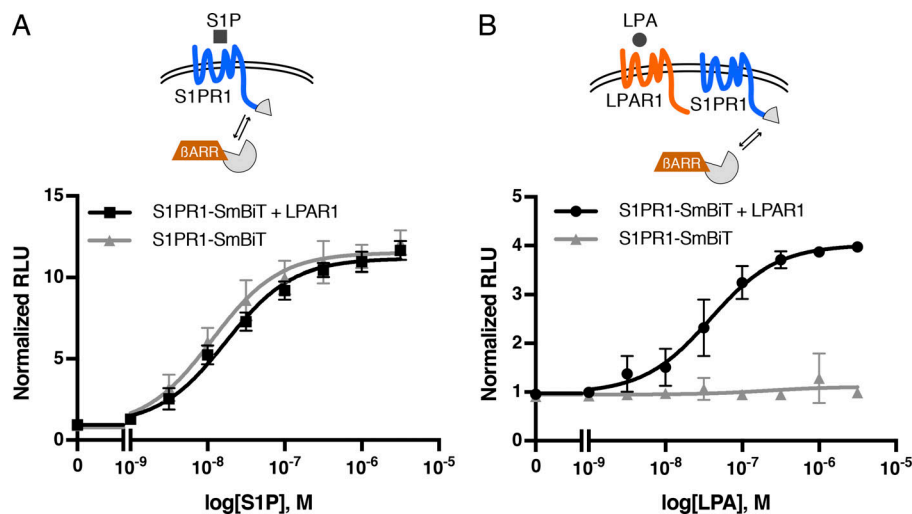 A
S1P
S1PR1
ßARR
15
10
5
0
Normalized RLU
S1PR1-SmBiT + LPAR1
S1PR1-SmBiT
0
10-9
10-8
10-7
10-6
10-5
log[S1P], M
B
LPA
LPAR1
S1PR1
ßARR
5
4
3
2
1
0
Normalized RLU
S1PR1-SmBiT + LPAR1
S1PR1-SmBiT
0
10-9
10-8
10-7
10-6
10-5
log[LPA], M